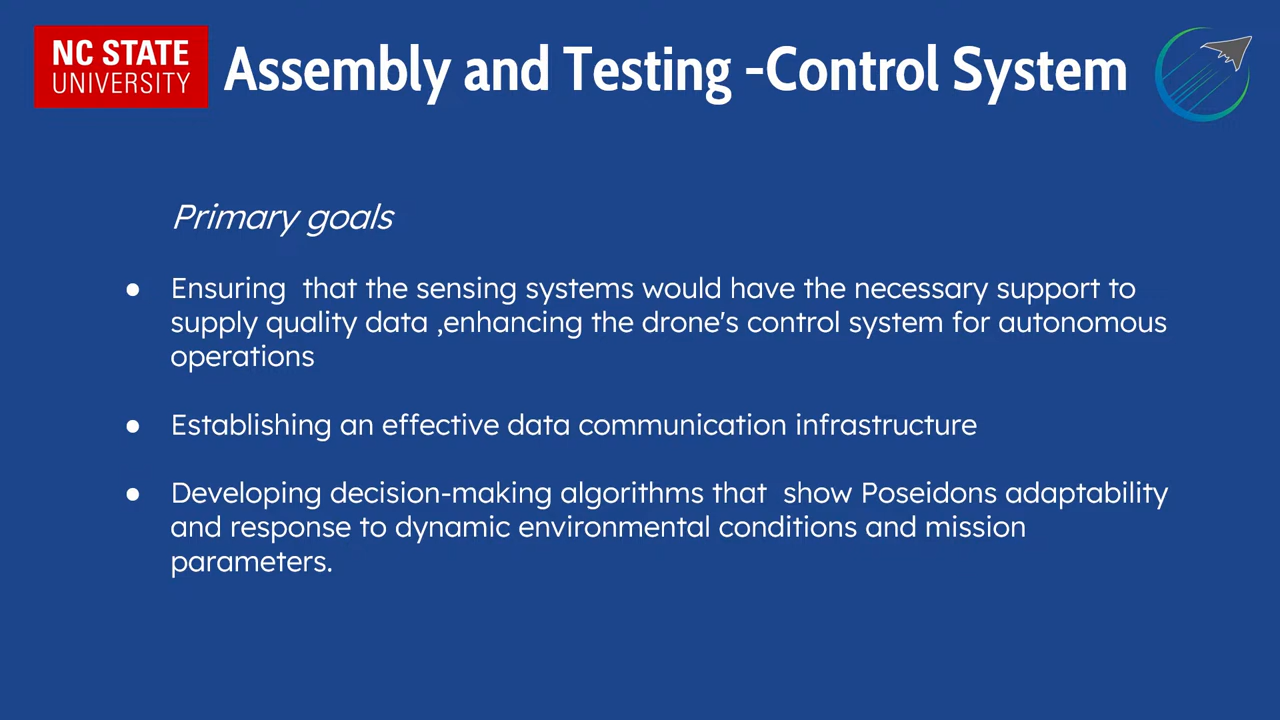 NC STATE
UNIVERSITY
Assembly and Testing -Control System
Primary goals
● Ensuring  that the sensing systems would have the necessary support to
supply quality data ,enhancing the drone's control system for autonomous
operations
● Establishing an effective data communication infrastructure
● Developing decision-making algorithms that  show Poseidons adaptability
and response to dynamic environmental conditions and mission
parameters.